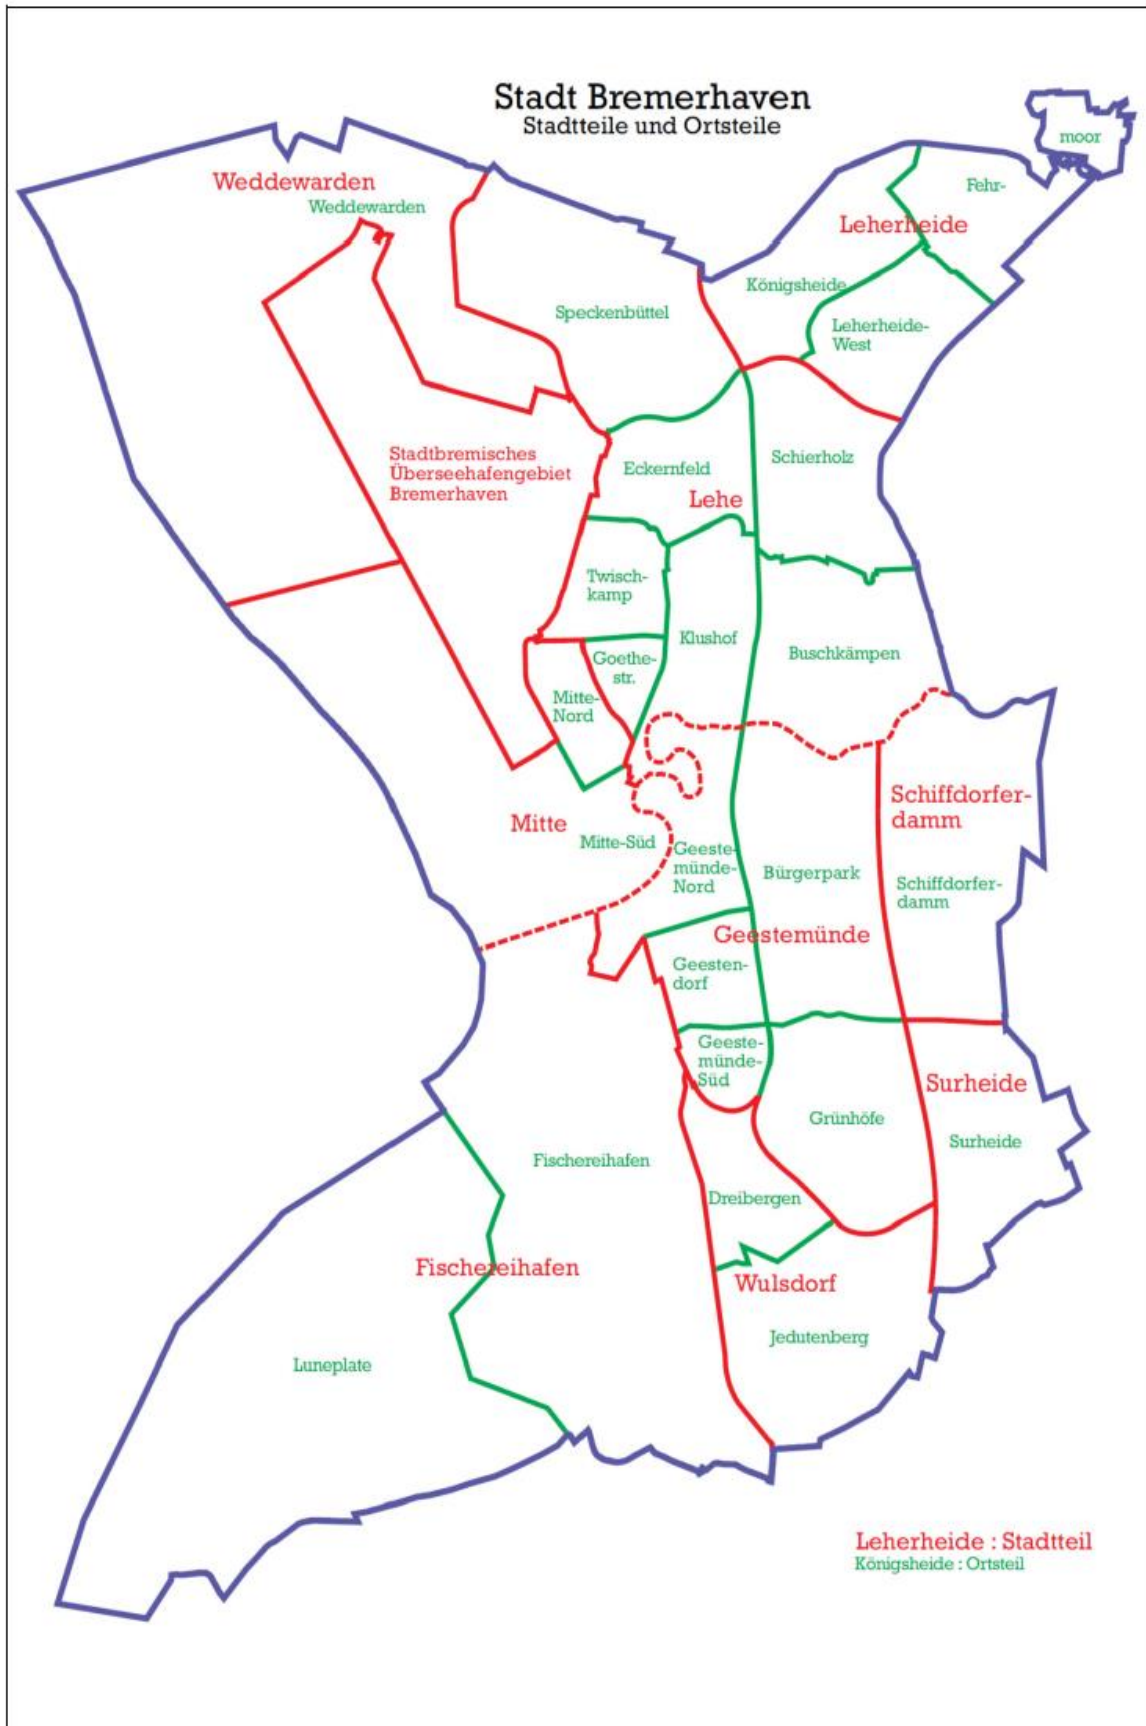 Stadt Bremerhaven
Stadtteile und Ortsteile
moor
Fehr-
Weddewarden
Weddewarden
Leherheide
Königsheide
Speckenbüttel
Leherheide-
West
Stadtbremisches
Überseehafengebiet
Bremerhaven
Eckernfeld
Schierholz
Lehe
Twisch-
kamp
Klushof
Goethe-
str.
Buschkämpen
Mitte-
Nord
Schiffdorfer-
damm
Mitte
Mitte-Süd
Geeste-
münde-
Nord
Bürgerpark
Schiffdorfer-
damm
Geestemünde
Geesten-
dorf
Geeste-
münde-
Süd
Surheide
Grünhöfe
Surheide
Fischereihafen
Dreibergen
Fischereihafen
Wulsdorf
Jedutenberg
Luneplate
Leherheide : Stadtteil
Königsheide : Ortsteil